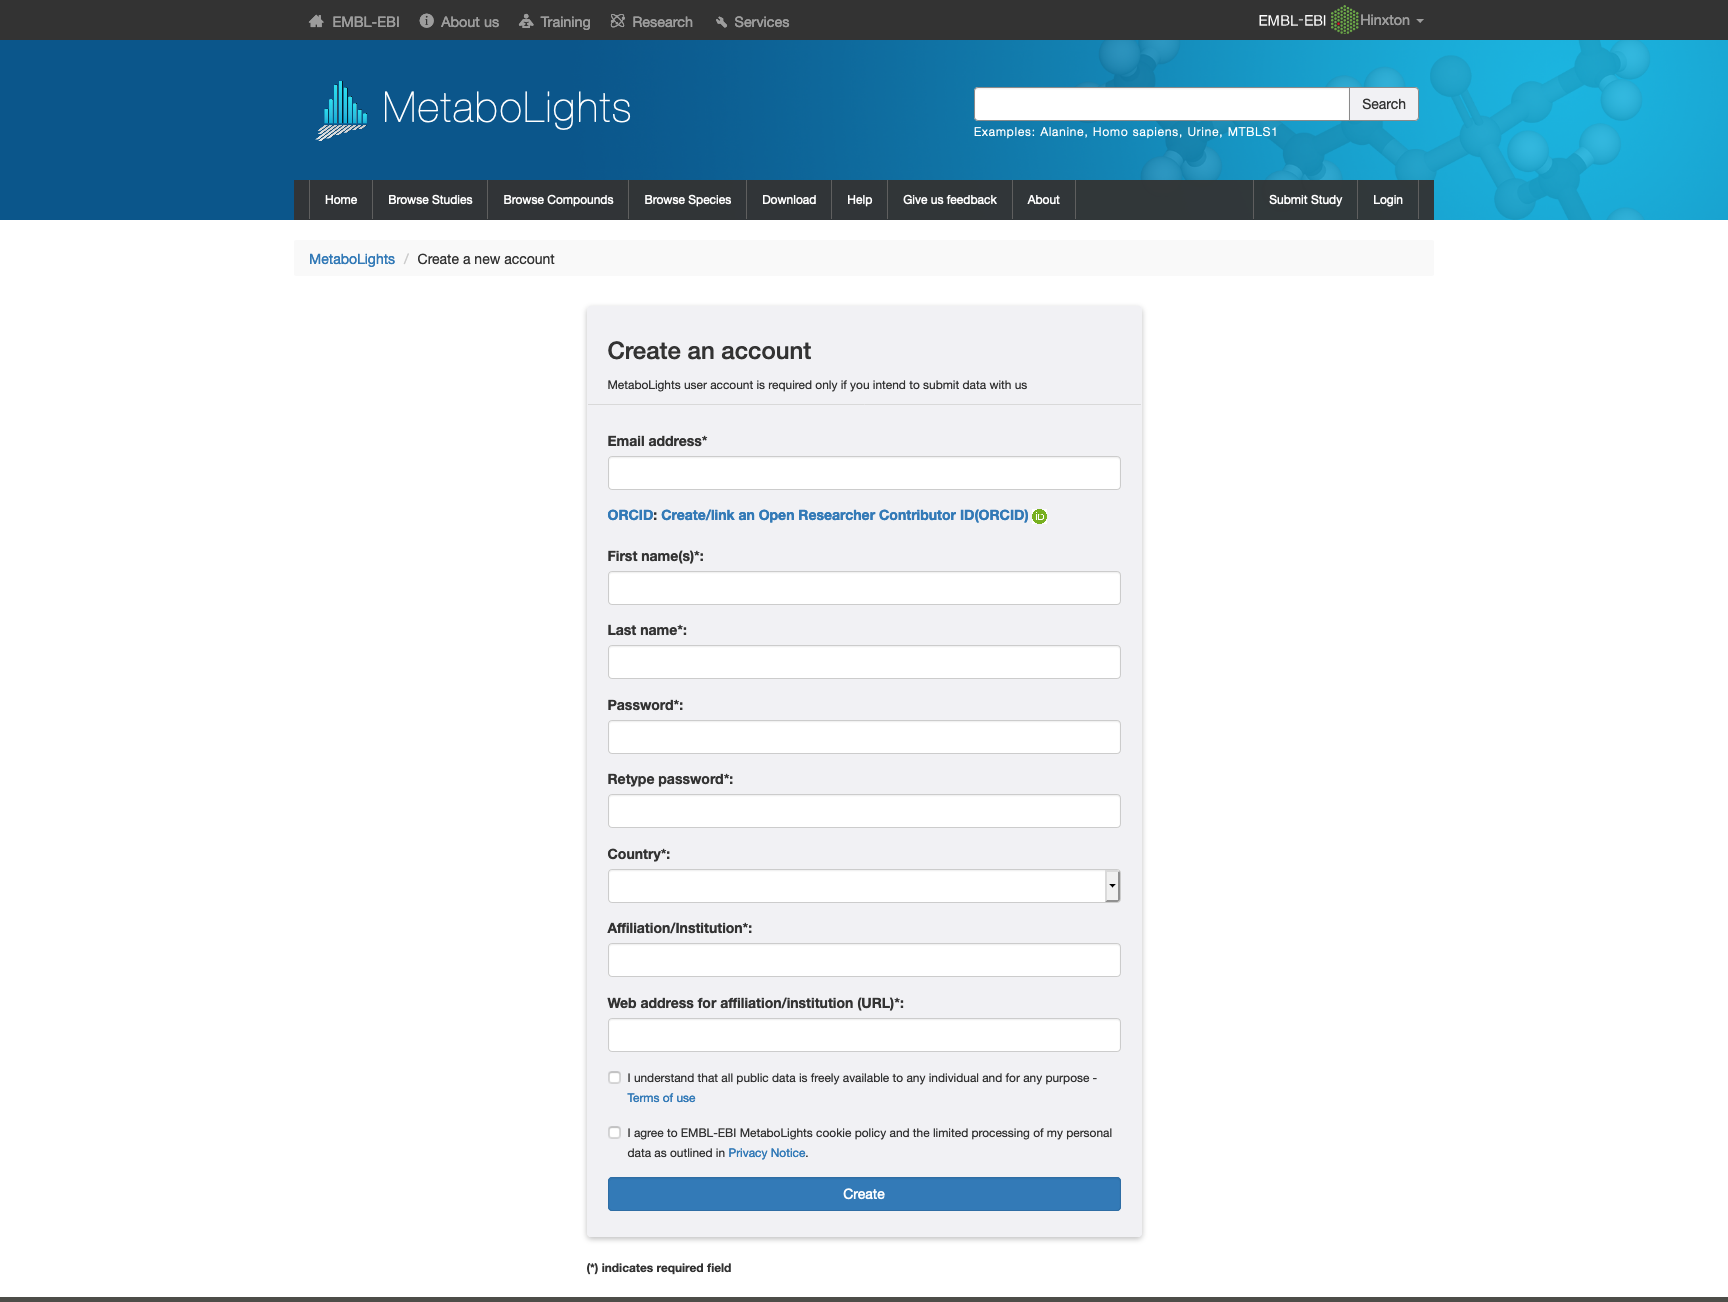 EMBL-EBI About us Training Research Services
EMBL-EBI Hinxton
MetaboLights
Search
Examples: Alanine, Homo sapiens, Urine, MTBLS1
Home Browse Studies Browse Compounds Browse Species Download Help Give us feedback About Submit Study Login
MetaboLights / Create a new account
Create an account
MetaboLights user account is required only if you intend to submit data with us
Email address*
ORCID: Create/link an Open Researcher Contributor ID(ORCID) iD
First name(s)*:
Last name*:
Password*:
Retype password*:
Country*:
Affiliation/Institution*:
Web address for affiliation/institution (URL)*:
I understand that all public data is freely available to any individual and for any purpose -
Terms of use
I agree to EMBL-EBI MetaboLights cookie policy and the limited processing of my personal
data as outlined in Privacy Notice.
Create
(*) indicates required field